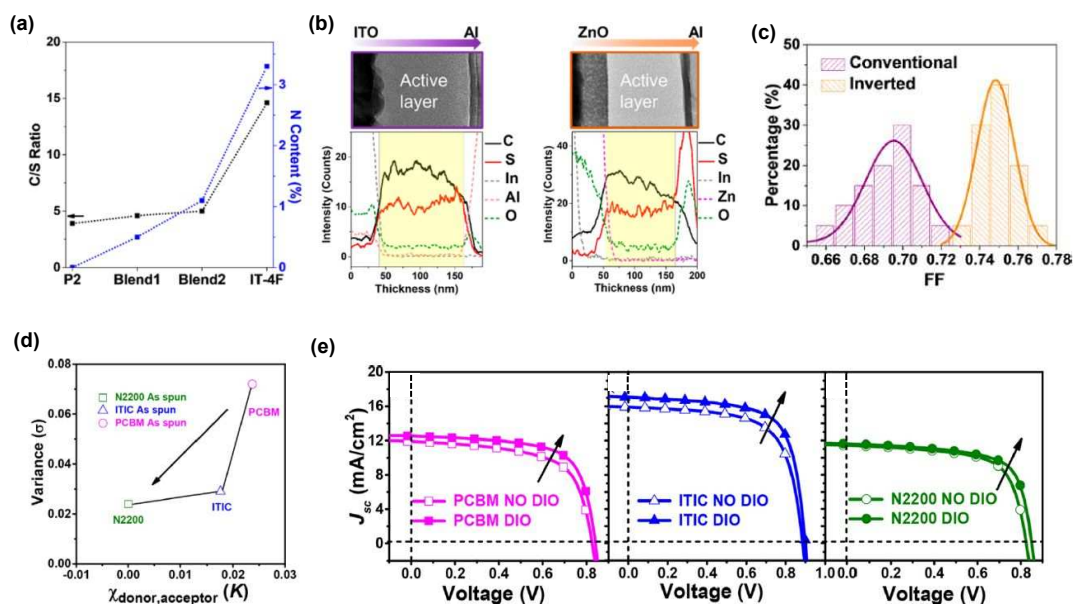 (a)
C/S Ratio
20
15
10
5
0
P2
Blend1
Blend2
IT-4F
3
2
1
0
N Content (%)
(b)
ITO
Al
Active
layer
Intensity (Counts)
20
10
0
0
50
100
150
Thickness (nm)
C
S
In
Al
O
ZnO
Al
Active
layer
Intensity (Counts)
40
20
0
0
50
100
150
200
Thickness (nm)
C
S
In
Zn
O
(c)
Percentage (%)
50
40
30
20
10
0
Conventional
Inverted
0.66
0.70
0.72
0.76
0.78
FF
(d)
Variance (σ)
0.08
0.06
0.04
0.02
0.00
N2200 As spun
ITIC As spun
PCBM As spun
PCBM
N2200
ITIC
-0.01
0.00
0.01
0.02
0.03
χdonor,acceptor (K)
(e)
Jsc (mA/cm²)
20
16
12
8
4
0
PCBM NO DIO
PCBM DIO
0.0
0.2
0.4
0.6
0.8
Voltage (V)
ITIC NO DIO
ITIC DIO
0.0
0.2
0.4
0.6
0.8
1.0
Voltage (V)
N2200 NO DIO
N2200 DIO
0.0
0.2
0.4
0.6
0.8
Voltage (V)